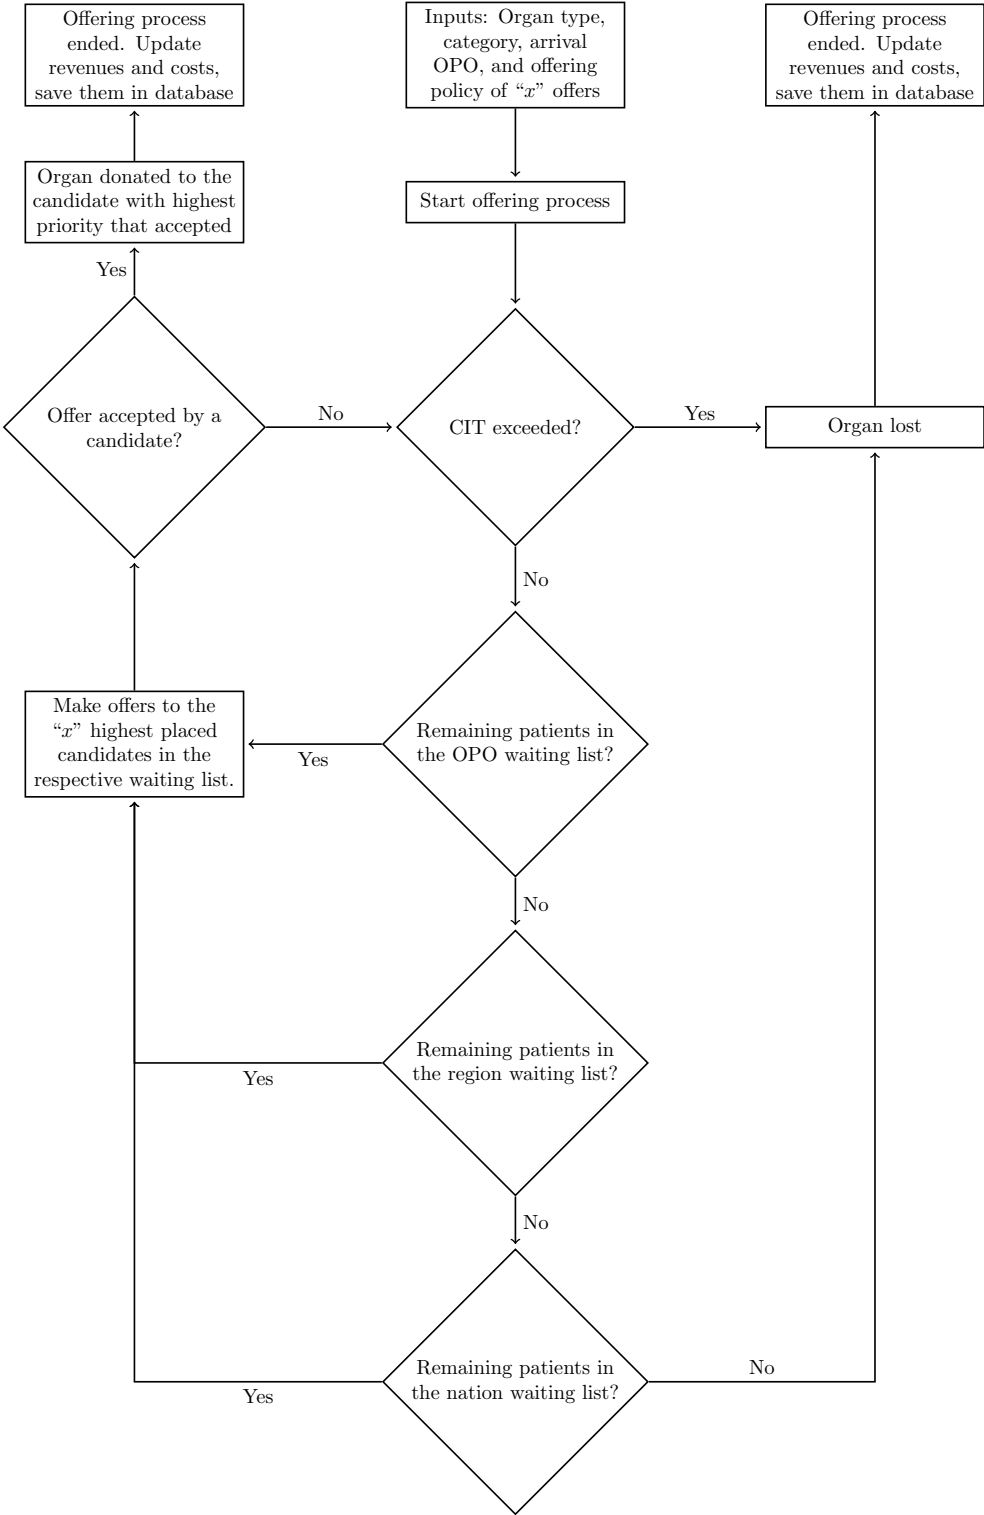 Offering process
ended. Update
revenues and costs,
save them in database
Inputs: Organ type,
category, arrival
OPO, and offering
policy of “x” offers
Offering process
ended. Update
revenues and costs,
save them in database
Organ donated to the
candidate with highest
priority that accepted
Start offering process
Yes
Offer accepted by a
candidate?
No
CIT exceeded?
Yes
Organ lost
No
Make offers to the
“x” highest placed
candidates in the
respective waiting list.
Yes
Remaining patients in
the OPO waiting list?
No
Remaining patients in
the region waiting list?
Yes
No
Remaining patients in
the nation waiting list?
Yes
No